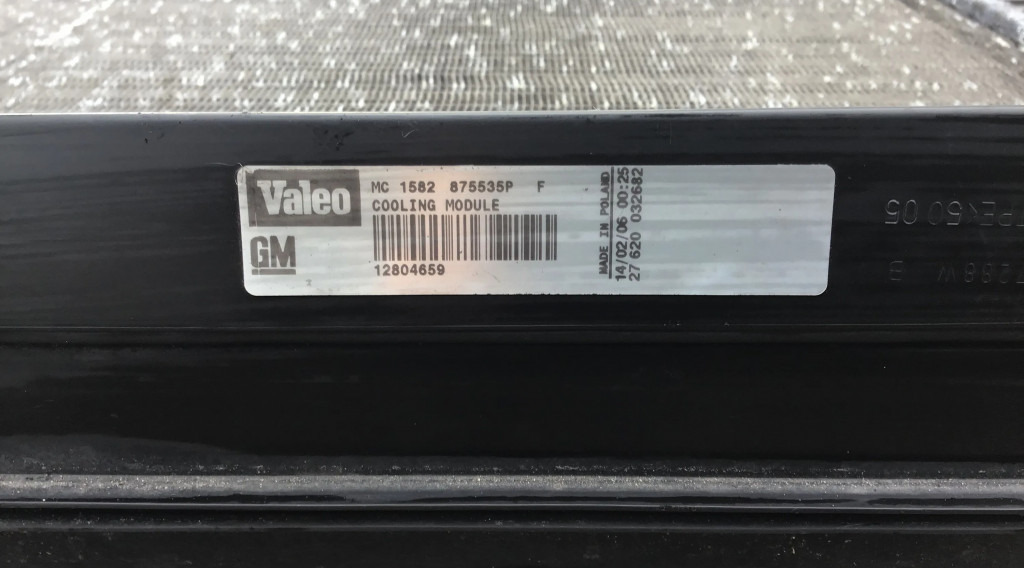 Valeo
GM
MC 1582 875535P F
COOLING MODULE
12804659
MADE IN POLAND
14/02/06 00:25
27 620 032682
5005